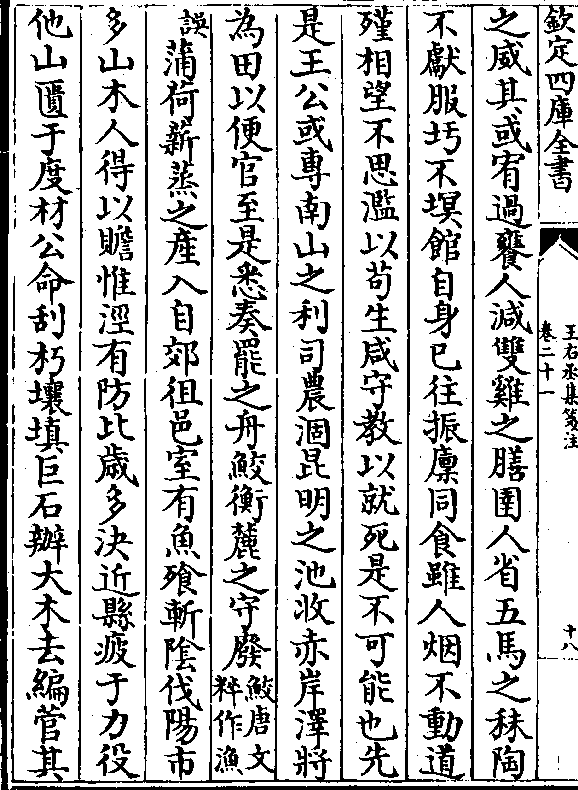 欽定四庫全書
王右丞集箋注
卷二十一
十八
之咸其或宥過饔人減雙雞之膳圉人省五馬之秣陶
不獻服圬不塓館自身已往振廪同食雖人烟不動道
殣相望不思濫以苟生咸守教以就死是不可能也先
是王公或專南山之利司農涸昆明之池收赤岸澤將
為田以便官至是悉奏罷之舟鮫衡麓之守廢鮫唐文粹作漁
誤蒲荷薪蒸之產入自郊徂邑室有魚飱斬隂伐陽市
多山木人得以贍惟涇有防比歲多決近縣疲于力役
他山匱于度材公命刮朽壤填巨石辦大木去編菅其